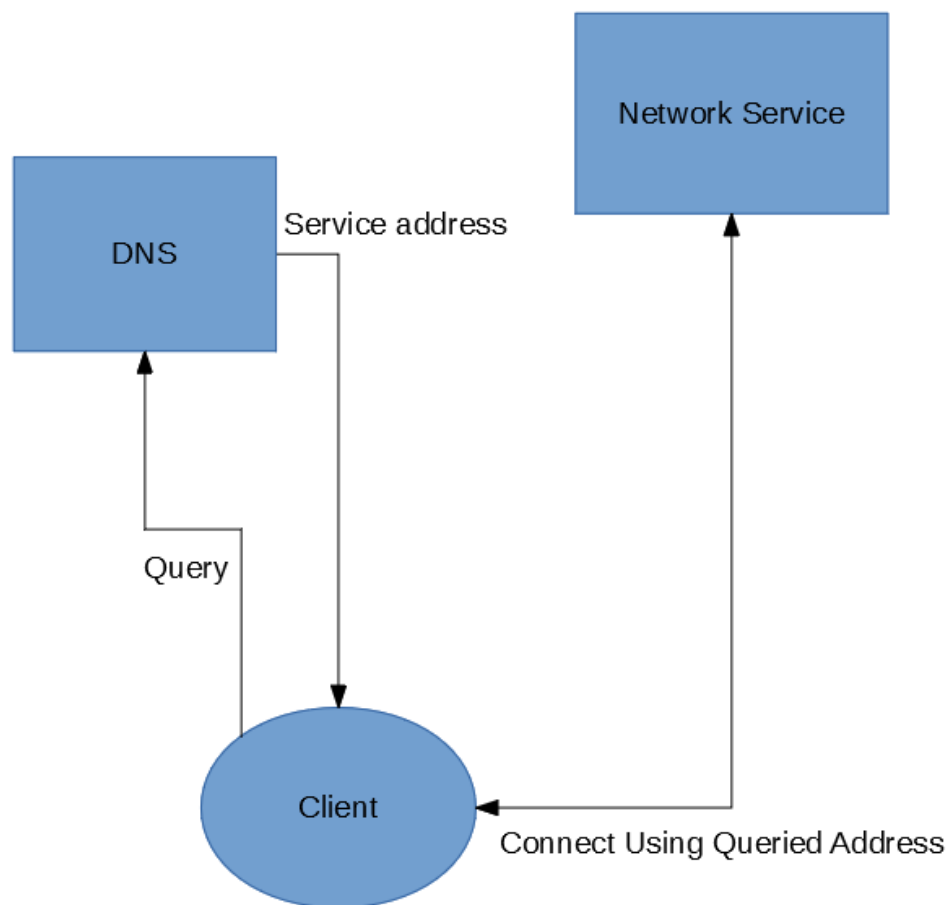 Network Service
Service address
DNS
Query
Client
Connect Using Queried Address